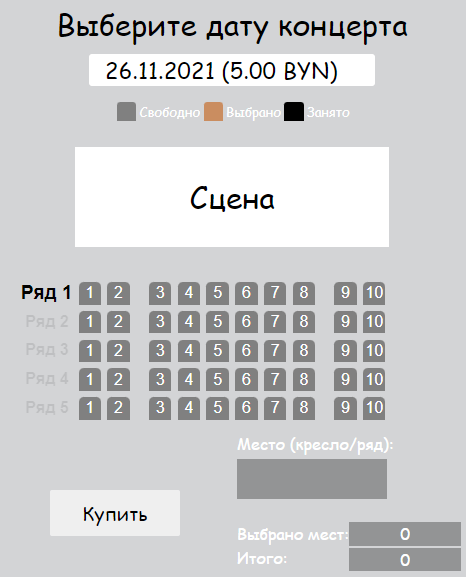 Выберите дату концерта
26.11.2021 (5.00 BYN)
Свободно Выбрано Занято
Сцена
Ряд 1 1 2 3 4 5 6 7 8 9 10
Ряд 2 1 2 3 4 5 6 7 8 9 10
Ряд 3 1 2 3 4 5 6 7 8 9 10
Ряд 4 1 2 3 4 5 6 7 8 9 10
Ряд 5 1 2 3 4 5 6 7 8 9 10
Место (кресло/ряд):
Купить
Выбрано мест: 0
Итого: 0